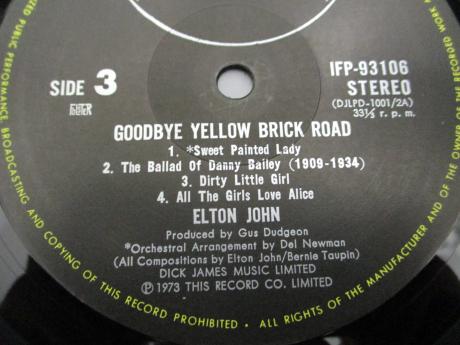 IFP-93106
STEREO
(DJLPD-1001/2A)
33⅓ r. p. m.
SIDE 3
GOODBYE YELLOW BRICK ROAD
1. *Sweet Painted Lady
2. The Ballad Of Danny Bailey (1909-1934)
3. Dirty Little Girl
4. All The Girls Love Alice
ELTON JOHN
Produced by Gus Dudgeon
*Orchestral Arrangement by Del Newman
(All Compositions by Elton John/Bernie Taupin)
DICK JAMES MUSIC LIMITED
Ⓟ 1973 THIS RECORD CO. LIMITED
PUBLIC PERFORMANCE, BROADCASTING AND COPYING OF THIS RECORD PROHIBITED • ALL RIGHTS OF THE MANUFACTURER AND OF THE OWNER OF THE RECORDED WORK